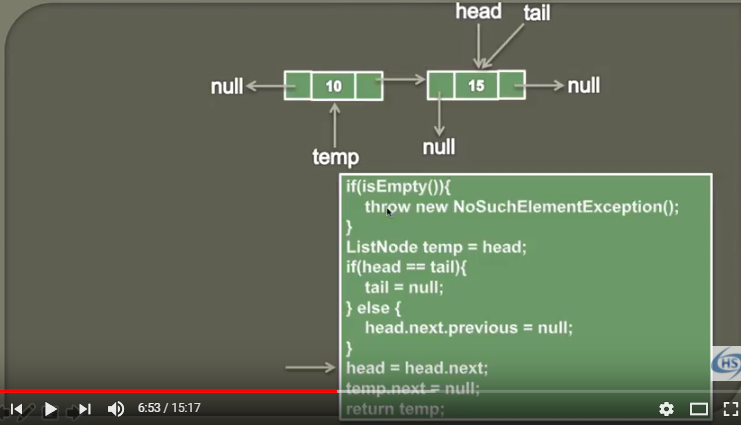 head tail
null 10 15 null
temp
null
if(isEmpty()){
throw new NoSuchElementException();
}
ListNode temp = head;
if(head == tail){
tail = null;
} else {
head.next.previous = null;
}
head = head.next;
temp.next = null;
return temp;
HS
6:53 / 15:17